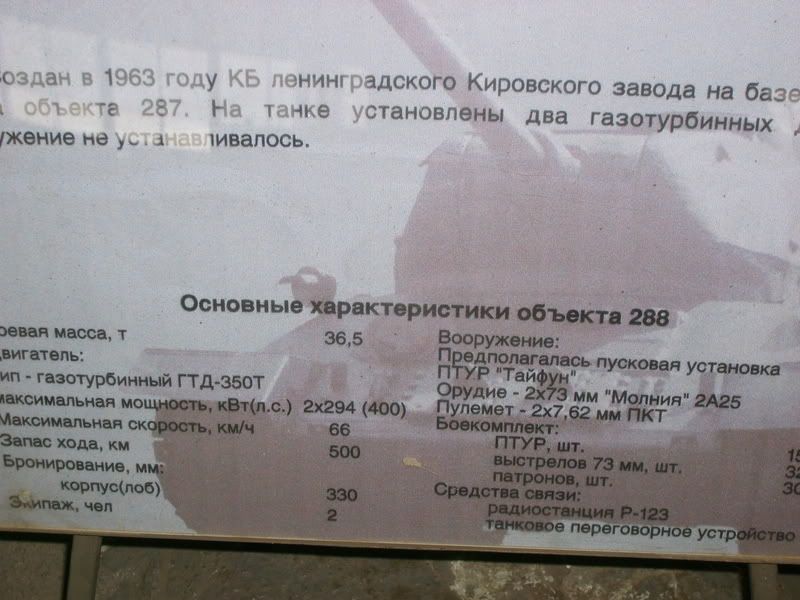 оздан в 1963 году КБ ленинградского Кировского завода на базе
а объекта 287. На танке установлены два газотурбинных д
ужение не устанавливалось.
Основные характеристики объекта 288
оевая масса, т 36,5
вигатель:
ип - газотурбинный ГТД-350Т
максимальная мощность, кВт(л.с.) 2х294 (400)
Максимальная скорость, км/ч 66
Запас хода, км 500
Бронирование, мм:
корпус(лоб) 330
Экипаж, чел 2
Вооружение:
Предполагалась пусковая установка
ПТУР "Тайфун"
Орудие - 2х73 мм "Молния" 2А25
Пулемет - 2х7,62 мм ПКТ
Боекомплект:
ПТУР, шт. 15
выстрелов 73 мм, шт. 32
патронов, шт. 30
Средства связи:
радиостанция Р-123
танковое переговорное устройство